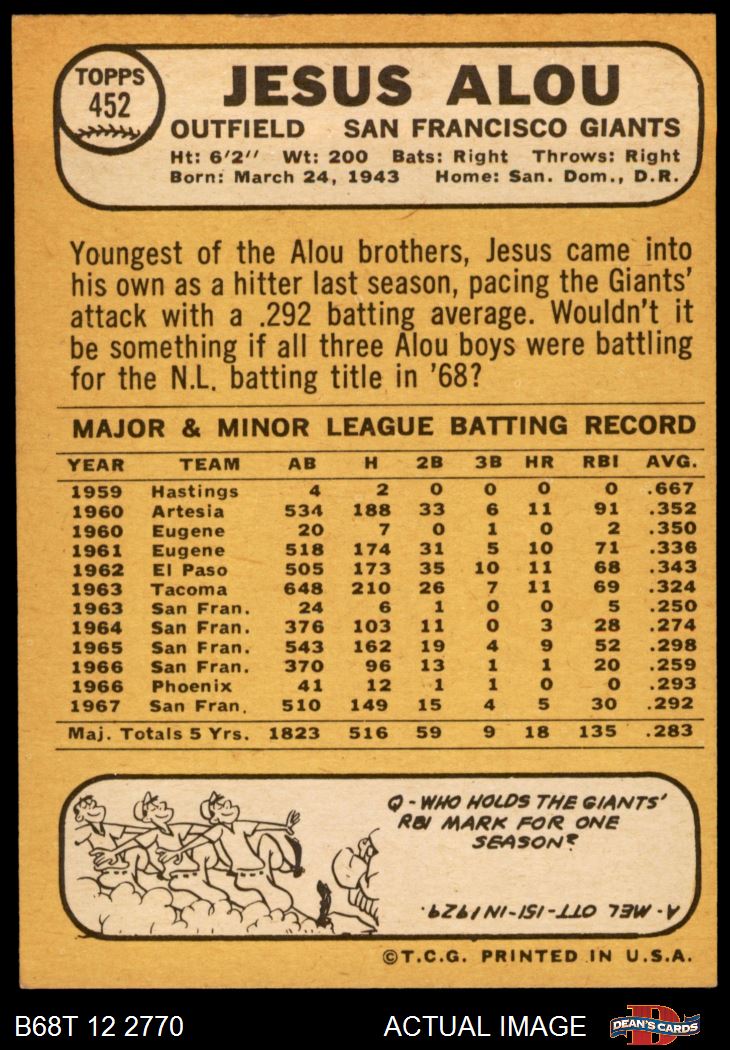 TOPPS
452
JESUS ALOU
OUTFIELD SAN FRANCISCO GIANTS
Ht: 6'2'' Wt: 200 Bats: Right Throws: Right
Born: March 24, 1943 Home: San. Dom., D.R.
Youngest of the Alou brothers, Jesus came into
his own as a hitter last season, pacing the Giants'
attack with a .292 batting average. Wouldn't it
be something if all three Alou boys were battling
for the N.L. batting title in '68?
MAJOR & MINOR LEAGUE BATTING RECORD
YEAR TEAM AB H 2B 3B HR RBI AVG.
1959 Hastings 4 2 0 0 0 0 .667
1960 Artesia 534 188 33 6 11 91 .352
1960 Eugene 20 7 0 1 0 2 .350
1961 Eugene 518 174 31 5 10 71 .336
1962 El Paso 505 173 35 10 11 68 .343
1963 Tacoma 648 210 26 7 11 69 .324
1963 San Fran. 24 6 1 0 0 5 .250
1964 San Fran. 376 103 11 0 3 28 .274
1965 San Fran. 543 162 19 4 9 52 .298
1966 San Fran. 370 96 13 1 1 20 .259
1966 Phoenix 41 12 1 1 0 0 .293
1967 San Fran. 510 149 15 4 5 30 .292
Maj. Totals 5 Yrs. 1823 516 59 9 18 135 .283
Q-WHO HOLDS THE GIANTS'
RBI MARK FOR ONE
SEASON?
A-MEL OTT-151-IN 1929.
©T.C.G. PRINTED IN U.S.A.
B68T 12 2770 ACTUAL IMAGE
D
DEAN'S CARDS